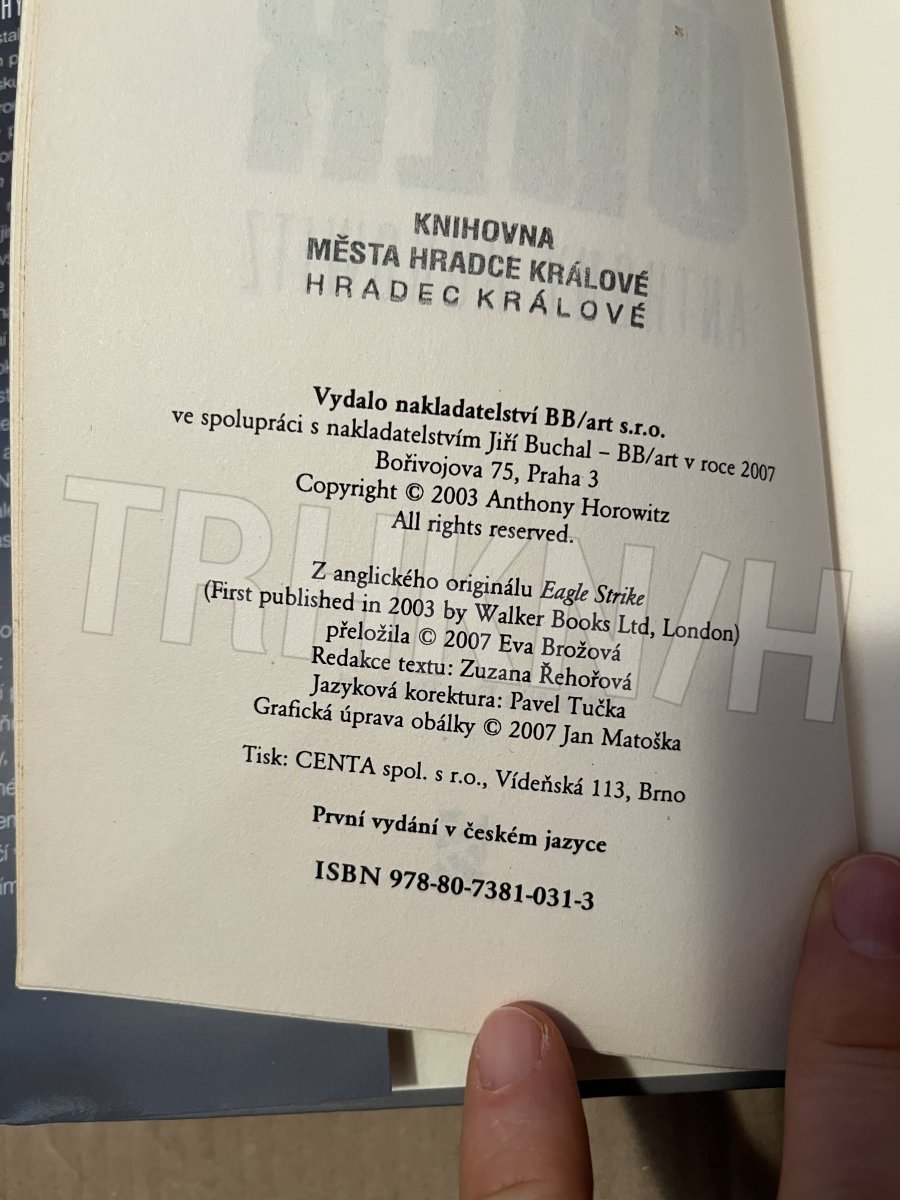 KNIHOVNA
MĚSTA HRADCE KRÁLOVÉ
HRADEC KRÁLOVÉ
Vydalo nakladatelství BB/art s.r.o.
ve spolupráci s nakladatelstvím Jiří Buchal – BB/art v roce 2007
Bořivojova 75, Praha 3
Copyright © 2003 Anthony Horowitz
All rights reserved.
Z anglického originálu Eagle Strike
(First published in 2003 by Walker Books Ltd, London)
přeložila © 2007 Eva Brožová
Redakce textu: Zuzana Řehořová
Jazyková korektura: Pavel Tučka
Grafická úprava obálky © 2007 Jan Matoška
Tisk: CENTA spol. s r.o., Vídeňská 113, Brno
První vydání v českém jazyce
ISBN 978-80-7381-031-3